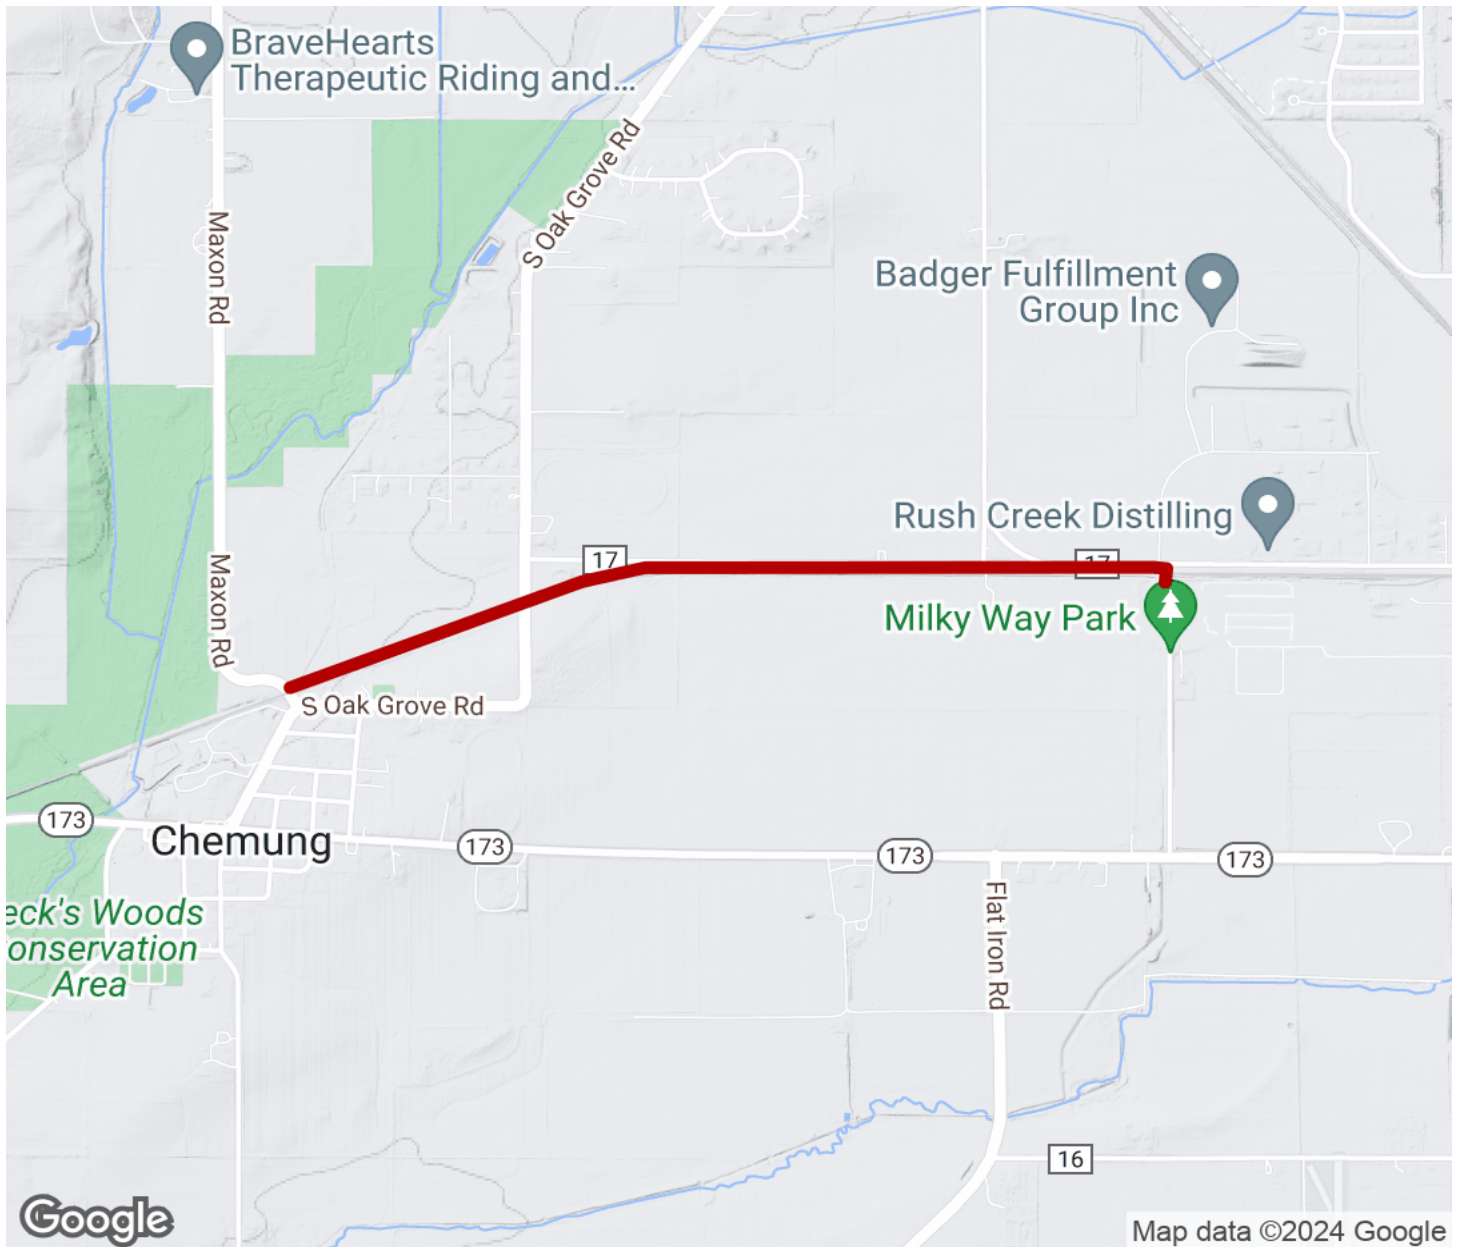 BraveHearts
Therapeutic Riding and...
S Oak Grove Rd
Maxon Rd
Badger Fulfillment
Group Inc
Rush Creek Distilling
17
17
Maxon Rd
Milky Way Park
S Oak Grove Rd
173
Chemung
173
173
173
Flat Iron Rd
eck's Woods
onservation
Area
16
Google
Map data ©2024 Google